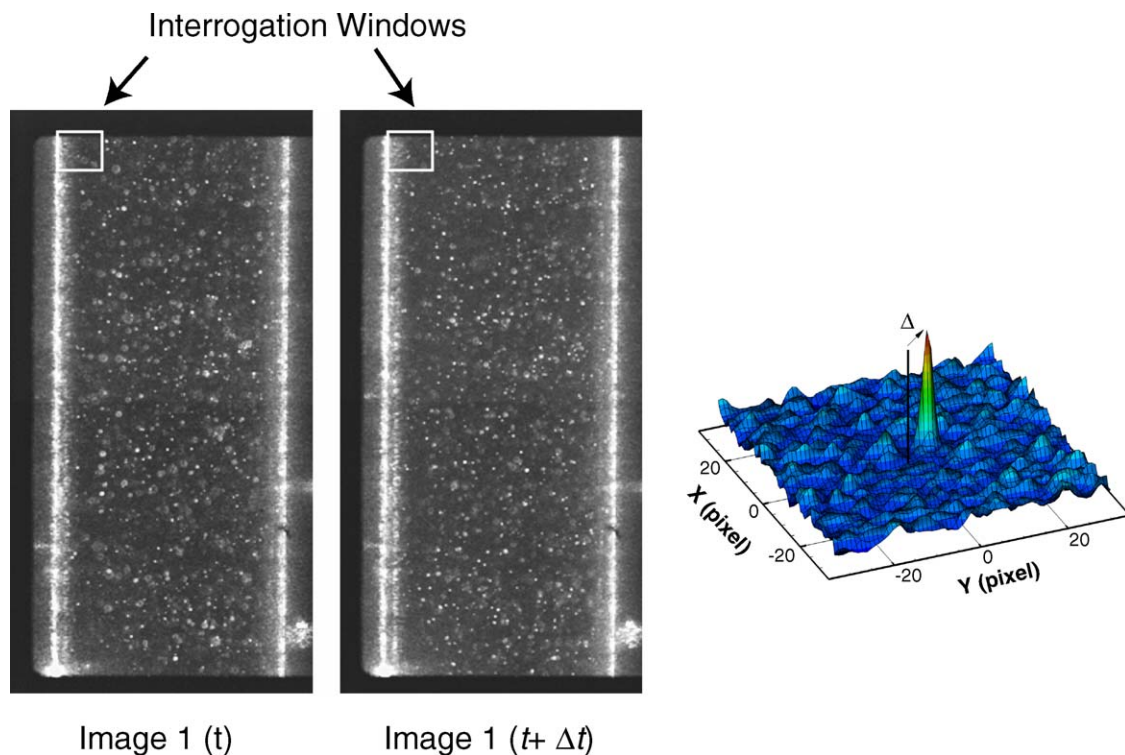 Interrogation Windows
Δ
20
0
-20
X (pixel)
-20
0
20
Y (pixel)
Image 1 (t)
Image 1 (t+ Δt)